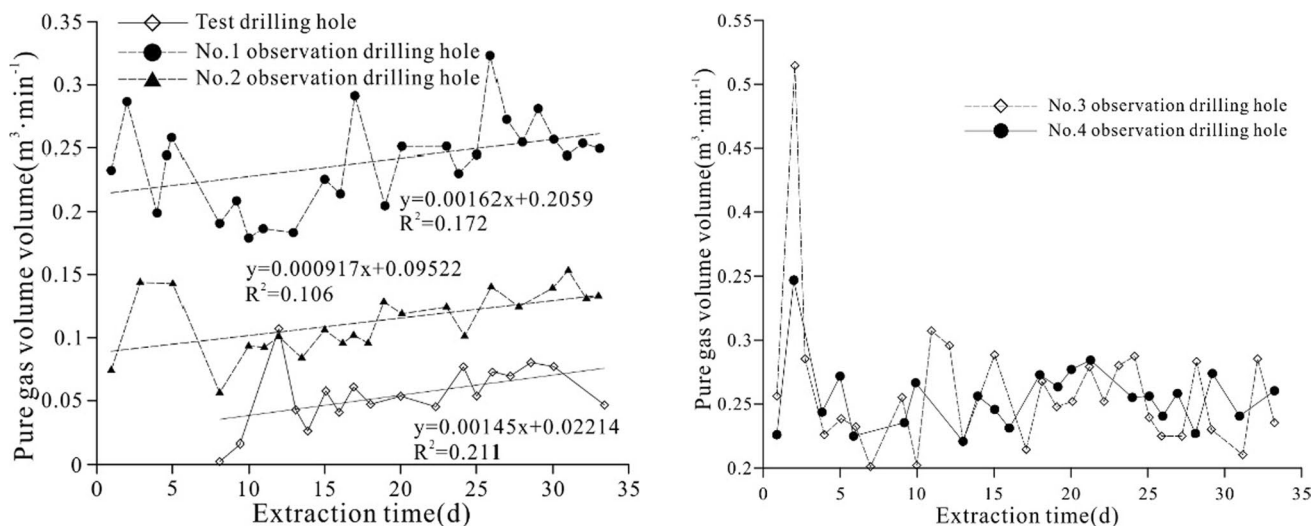 0.35
0.3
0.25
0.2
0.15
0.1
0.05
0
Pure gas volume volume(m³·min⁻¹)
Test drilling hole
No.1 observation drilling hole
No.2 observation drilling hole
y=0.00162x+0.2059
R²=0.172
y=0.000917x+0.09522
R²=0.106
y=0.00145x+0.02214
R²=0.211
0 5 10 15 20 25 30 35
Extraction time(d)
0.55
0.5
0.45
0.25
0.35
0.25
0.2
Pure gas volume volume(m³·min⁻¹)
No.3 observation drilling hole
No.4 observation drilling hole
0 5 10 15 20 25 30 35
Extraction time(d)